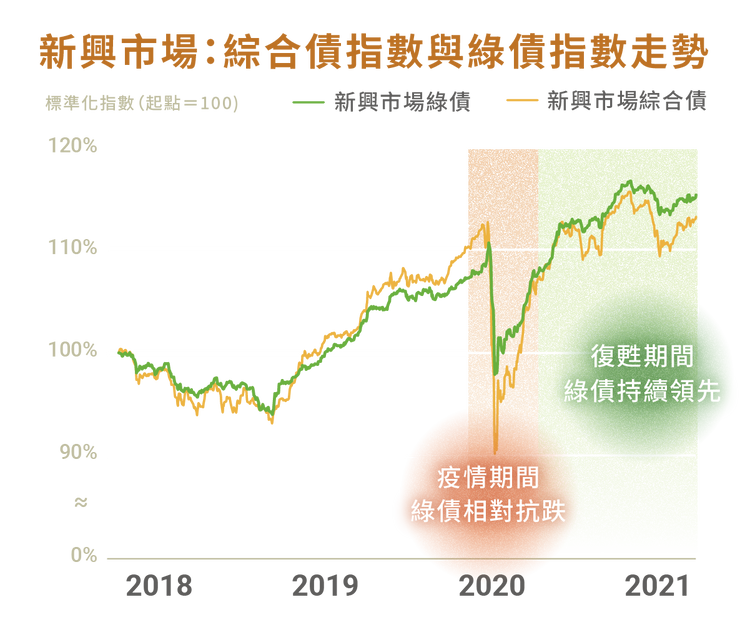 新興市場：綜合債指數與綠債指數走勢
標準化指數（起點＝100） 新興市場綠債 新興市場綜合債
120%
110%
100%
90%
≈
0%
復甦期間
綠債持續領先
疫情期間
綠債相對抗跌
2018 2019 2020 2021